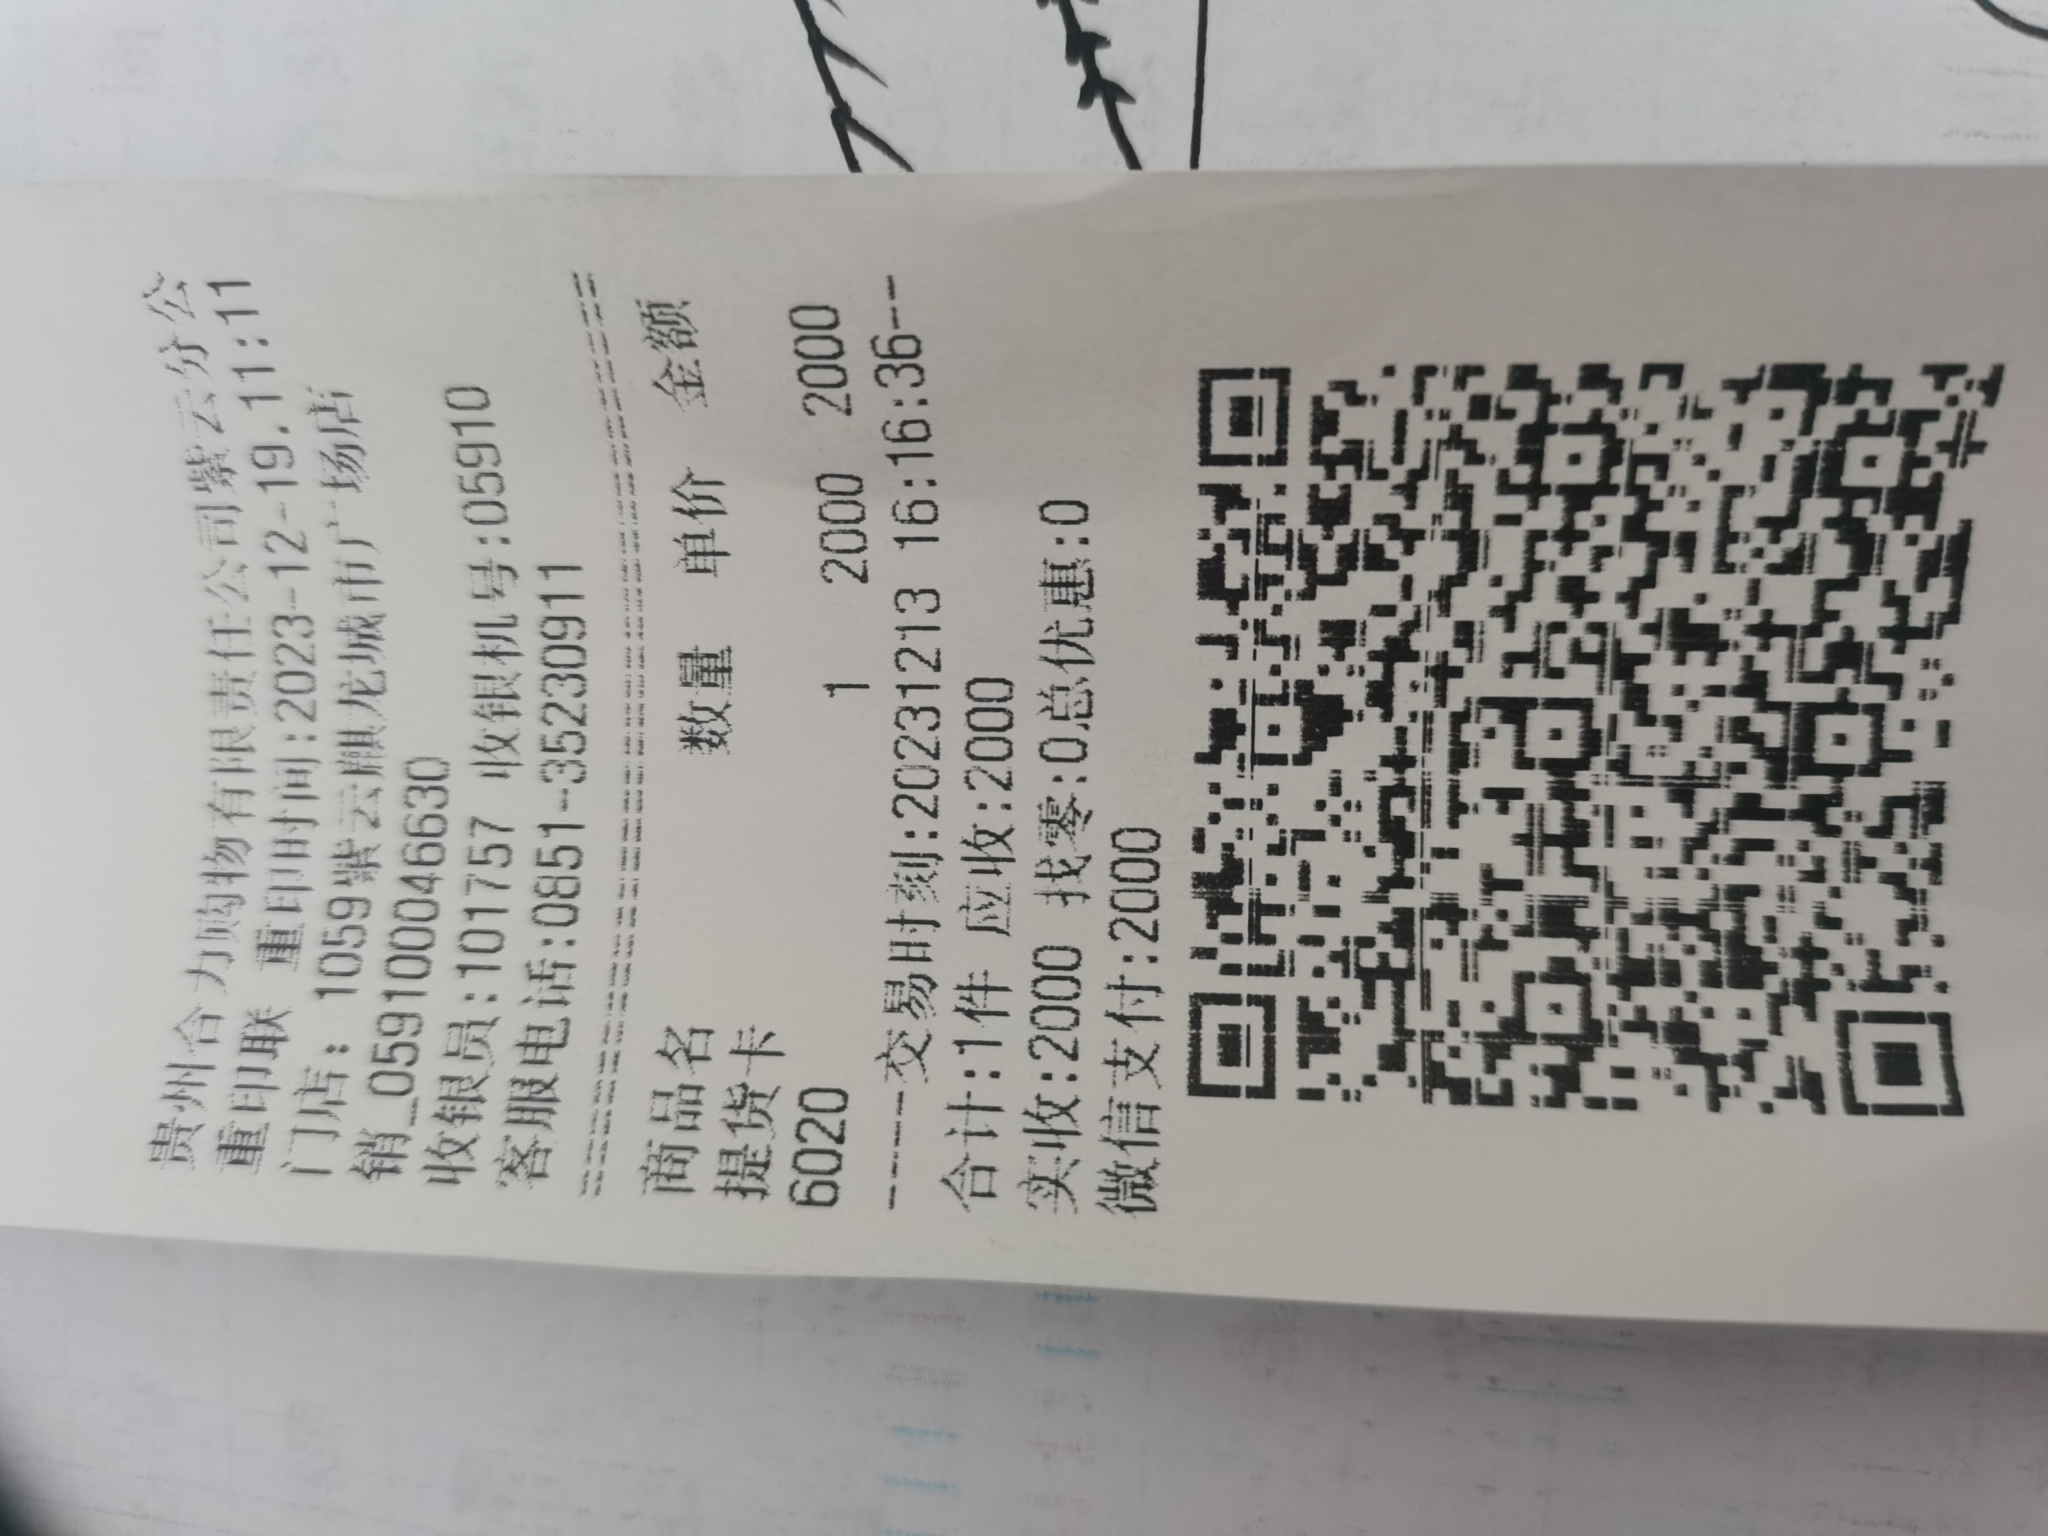 贵州合力购物有限责任公司紫云分公
重印联 重印时间:2023-12-19.11:11
门店: 1059紫云麒龙城市广场店
销_059100046630
收银员:101757 收银机号:05910
客服电话:0851-35230911
================================
商品名 数量 单价 金额
提货卡
6020 1 2000 2000
----交易时刻:20231213 16:16:36--
合计:1件 应收:2000
实收:2000 找零:0总优惠:0
微信支付:2000